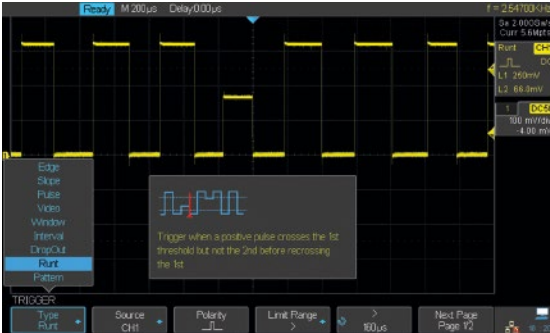 Ready M 200µs Delay:0.00µs f = 2.54700KHz
Sa 2.00GSa/s
Curr 5.6Mpts
Runt CH1
DC
L1 250mV
L2 66.0mV
1 DC50
100 mV/div
-4.00 mV
Edge
Slope
Pulse
Video
Window
Interval
DropOut
Runt
Pattern
Trigger when a positive pulse crosses the 1st
threshold but not the 2nd before recrossing
the 1st
TRIGGER
Type Source Polarity Limit Range > Next Page
Runt CH1 > 160µs Page 1/2